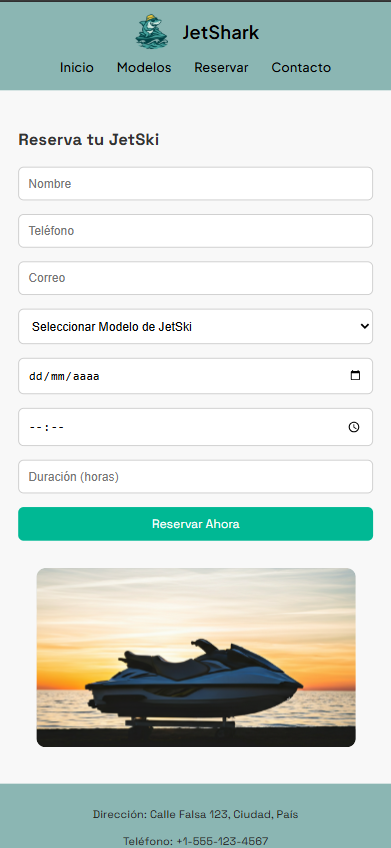 JetShark
Inicio Modelos Reservar Contacto
Reserva tu JetSki
Nombre
Teléfono
Correo
Seleccionar Modelo de JetSki
dd/mm/aaaa
--:--
Duración (horas)
Reservar Ahora
Dirección: Calle Falsa 123, Ciudad, País
Teléfono: +1-555-123-4567